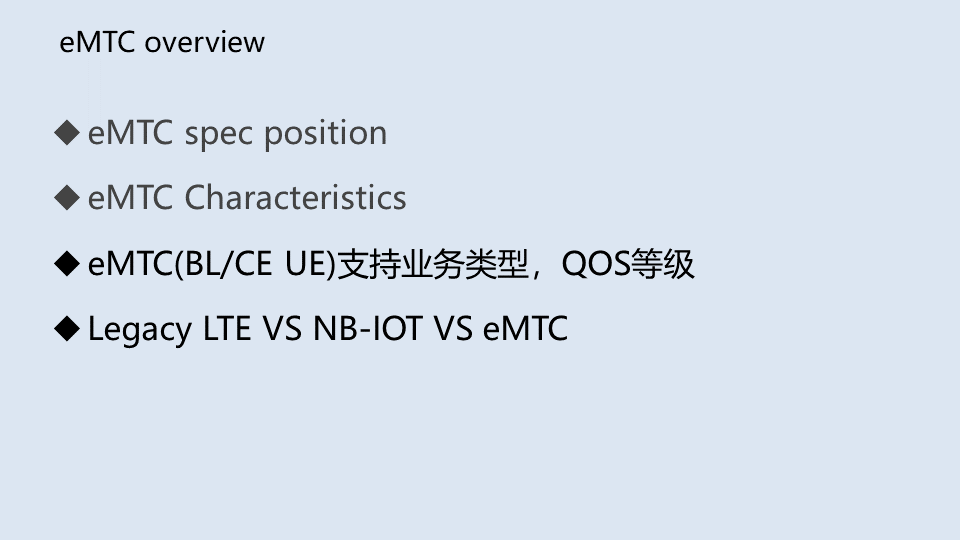 eMTC overview
◆ eMTC spec position
◆ eMTC Characteristics
◆ eMTC(BL/CE UE)支持业务类型，QOS等级
◆ Legacy LTE VS NB-IOT VS eMTC